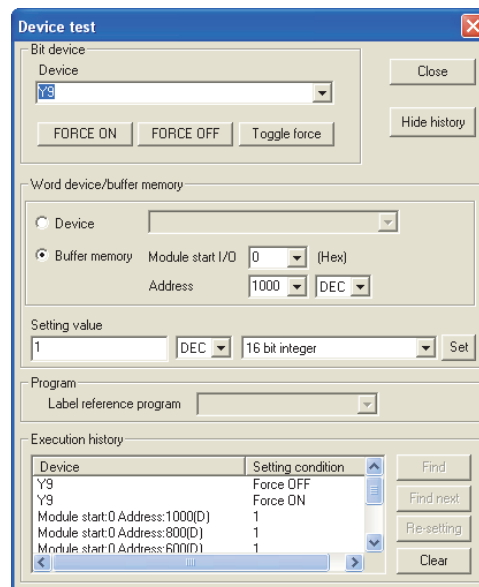 Device test
Bit device
Device
Close
Y9
Hide history
FORCE ON FORCE OFF Toggle force
Word device/buffer memory
Device
Buffer memory Module start I/O 0 (Hex)
Address 1000 DEC
Setting value
1 DEC 16 bit integer Set
Program
Label reference program
Execution history
Device Setting condition Find
Y9 Force OFF
Y9 Force ON Find next
Module start:0 Address:1000(D) 1
Module start:0 Address:800(D) 1 Re-setting
Module start:0 Address:600(D) 1
Clear